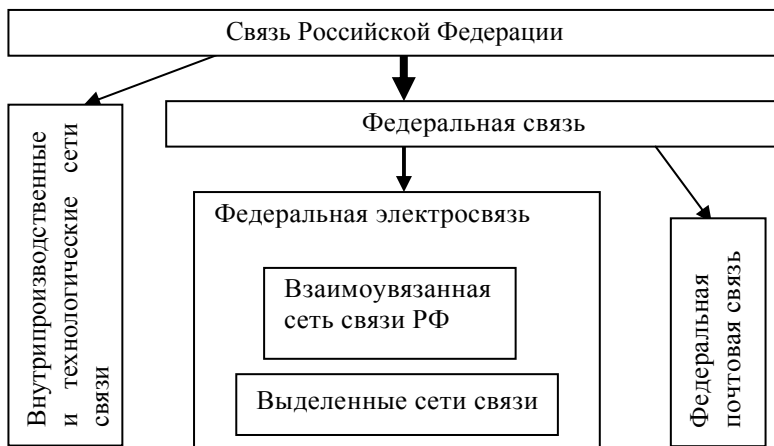 Связь Российской Федерации
Федеральная связь
Внутрипроизводственные
и технологические сети
связи
Федеральная электросвязь
Взаимоувязанная
сеть связи РФ
Выделенные сети связи
Федеральная
почтовая связь